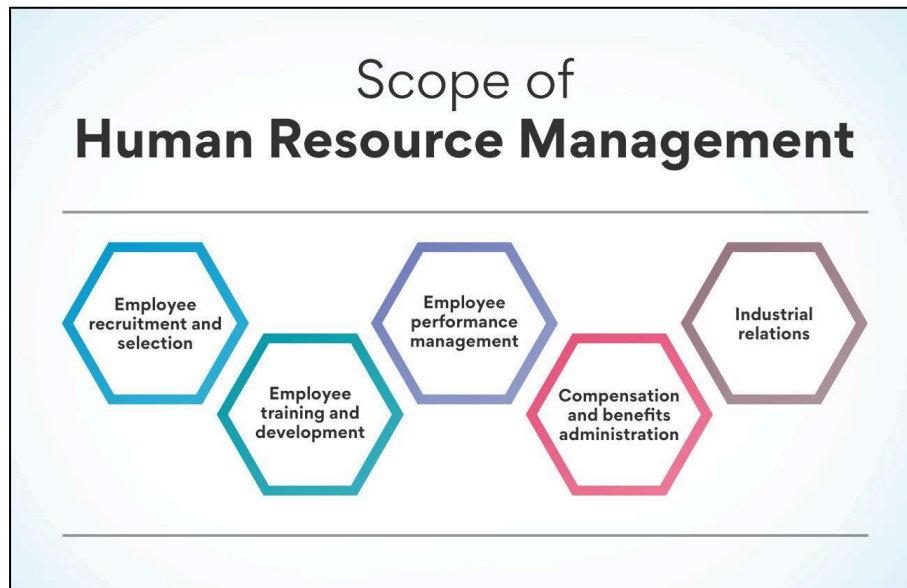 Scope of
Human Resource Management
Employee
recruitment and
selection
Employee
training and
development
Employee
performance
management
Compensation
and benefits
administration
Industrial
relations